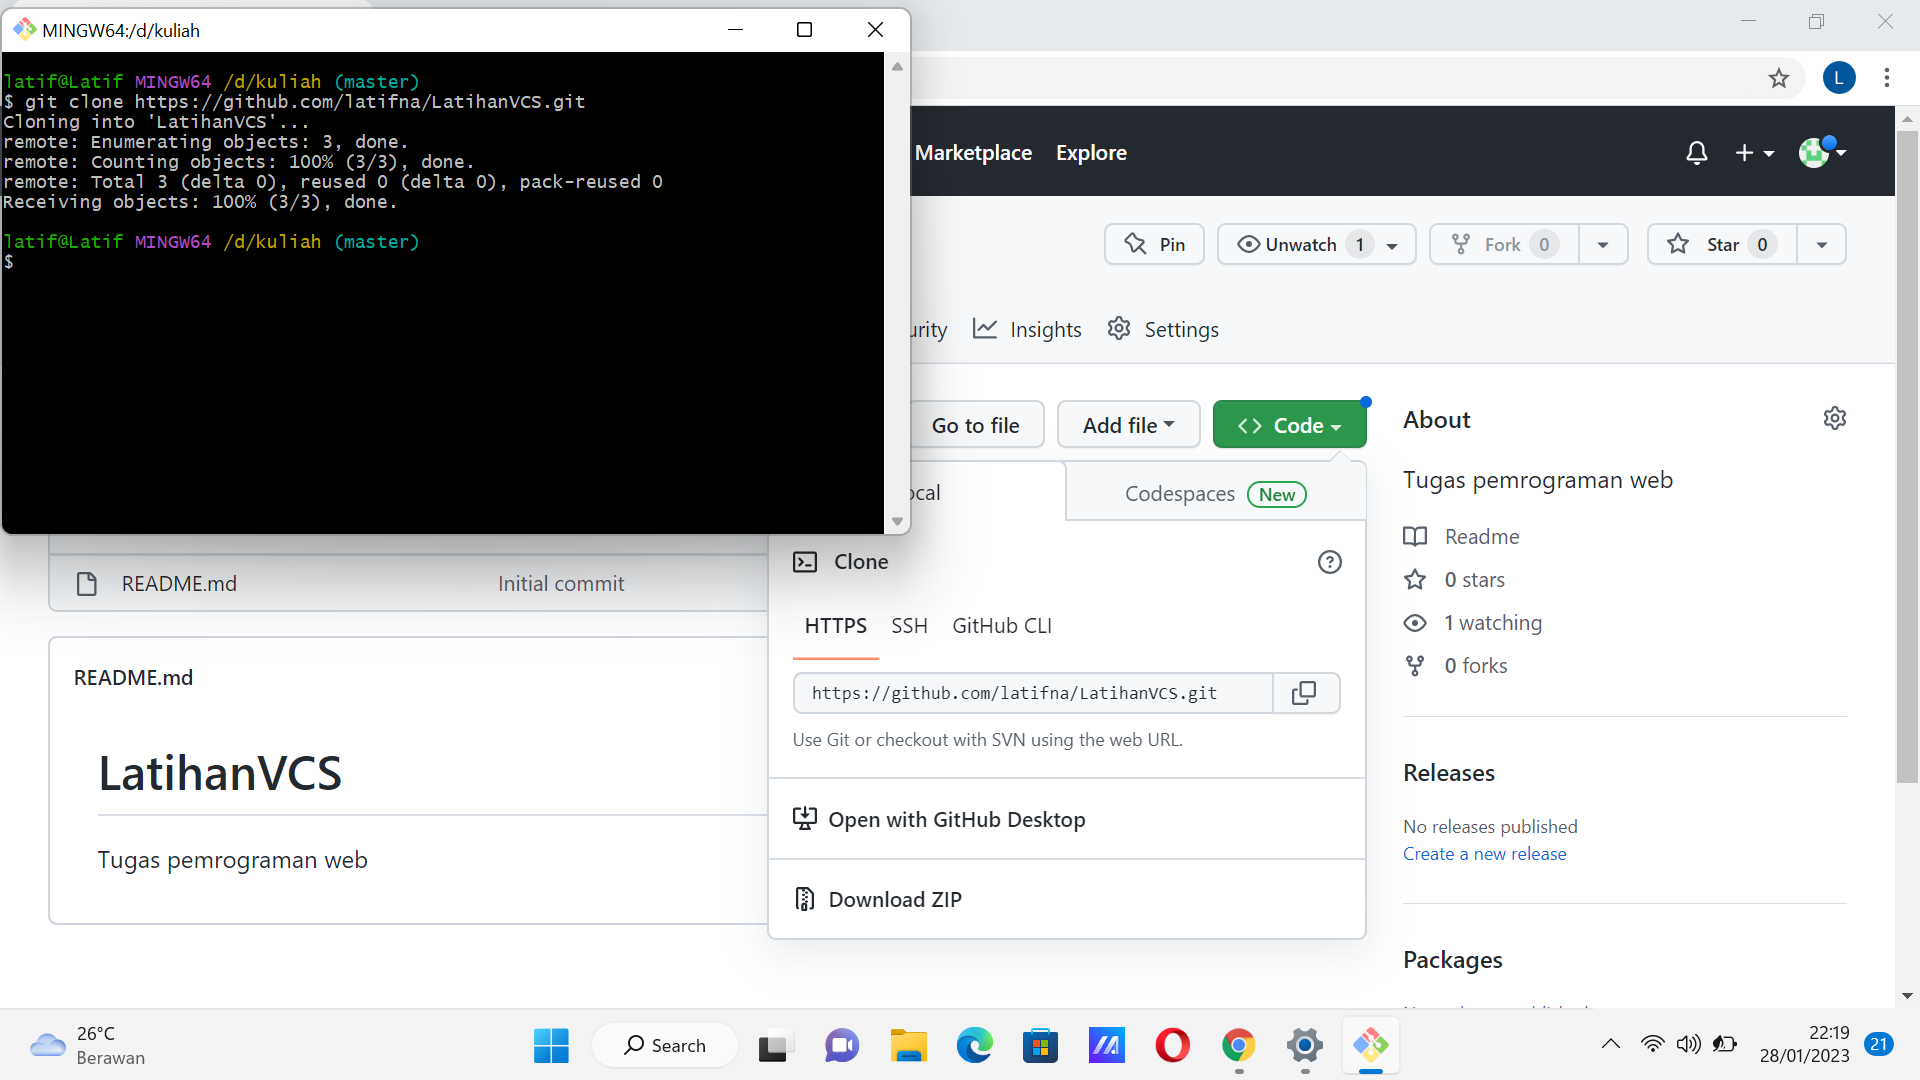 MINGW64:/d/kuliah
latif@Latif MINGW64 /d/kuliah (master)
$ git clone https://github.com/latifna/LatihanVCS.git
Cloning into 'LatihanVCS'...
remote: Enumerating objects: 3, done.
remote: Counting objects: 100% (3/3), done.
remote: Total 3 (delta 0), reused 0 (delta 0), pack-reused 0
Receiving objects: 100% (3/3), done.
latif@Latif MINGW64 /d/kuliah (master)
$
L
Marketplace Explore
Pin
Unwatch 1
Fork 0
Star 0
urity Insights Settings
Go to file
Add file
Code
ocal
Codespaces New
Clone
HTTPS SSH GitHub CLI
https://github.com/latifna/LatihanVCS.git
Use Git or checkout with SVN using the web URL.
Open with GitHub Desktop
Download ZIP
README.md Initial commit
README.md
LatihanVCS
Tugas pemrograman web
About
Tugas pemrograman web
Readme
0 stars
1 watching
0 forks
Releases
No releases published
Create a new release
Packages
26°C
Berawan
Search
22:19
28/01/2023
21